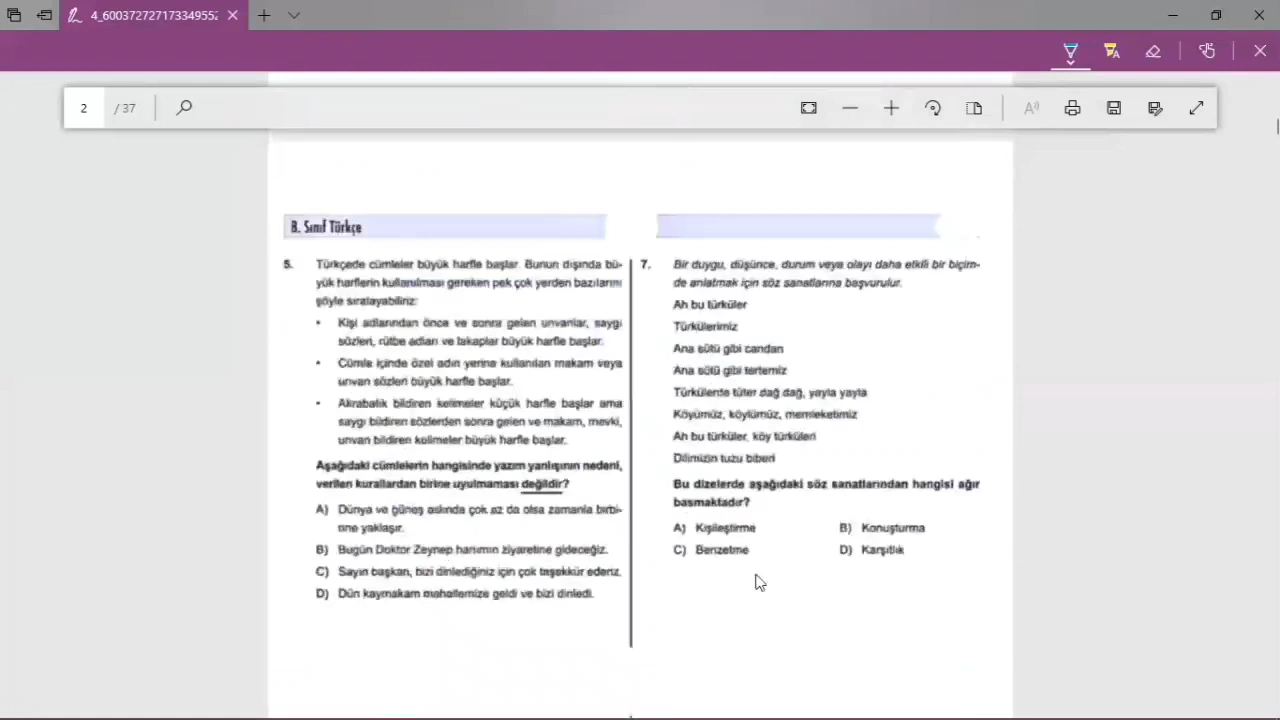 4_60037272717334955２
2
/ 37
8. Sınıf Türkçe
5. Türkçede cümleler büyük harfle başlar. Bunun dışında bü-
yük harflerin kullanılması gereken pek çok yerden bazılarını
şöyle sıralayabiliriz:
• Kişi adlarından önce ve sonra gelen unvanlar, saygı
sözleri, rütbe adları ve lakaplar büyük harfle başlar.
• Cümle içinde özel adın yerine kullanılan makam veya
unvan sözleri büyük harfle başlar.
• Akrabalık bildiren kelimeler küçük harfle başlar ama
saygı bildiren sözlerden sonra gelen ve makam, mevki,
unvan bildiren kelimeler büyük harfle başlar.
Aşağıdaki cümlelerin hangisinde yazım yanlışının nedeni,
verilen kurallardan birine uyulmaması değildir?
A) Dünya ve güneş aslında çok az da olsa zamanla birbi-
rine yaklaşır.
B) Bugün Doktor Zeynep hanımın ziyaretine gideceğiz.
C) Sayın başkan, bizi dinlediğiniz için çok teşekkür ederiz.
D) Dün kaymakam mahallemize geldi ve bizi dinledi.
7. Bir duygu, düşünce, durum veya olayı daha etkili bir biçim-
de anlatmak için söz sanatlarına başvurulur.
Ah bu türküler
Türkülerimiz
Ana sütü gibi candan
Ana sütü gibi tertemiz
Türkülerde tüter dağ dağ, yayla yayla
Köyümüz, köylümüz, memleketimiz
Ah bu türküler, köy türküleri
Dilimizin tuzu biberi
Bu dizelerde aşağıdaki söz sanatlarından hangisi ağır
basmaktadır?
A) Kişileştirme B) Konuşturma
C) Benzetme D) Karşıtlık